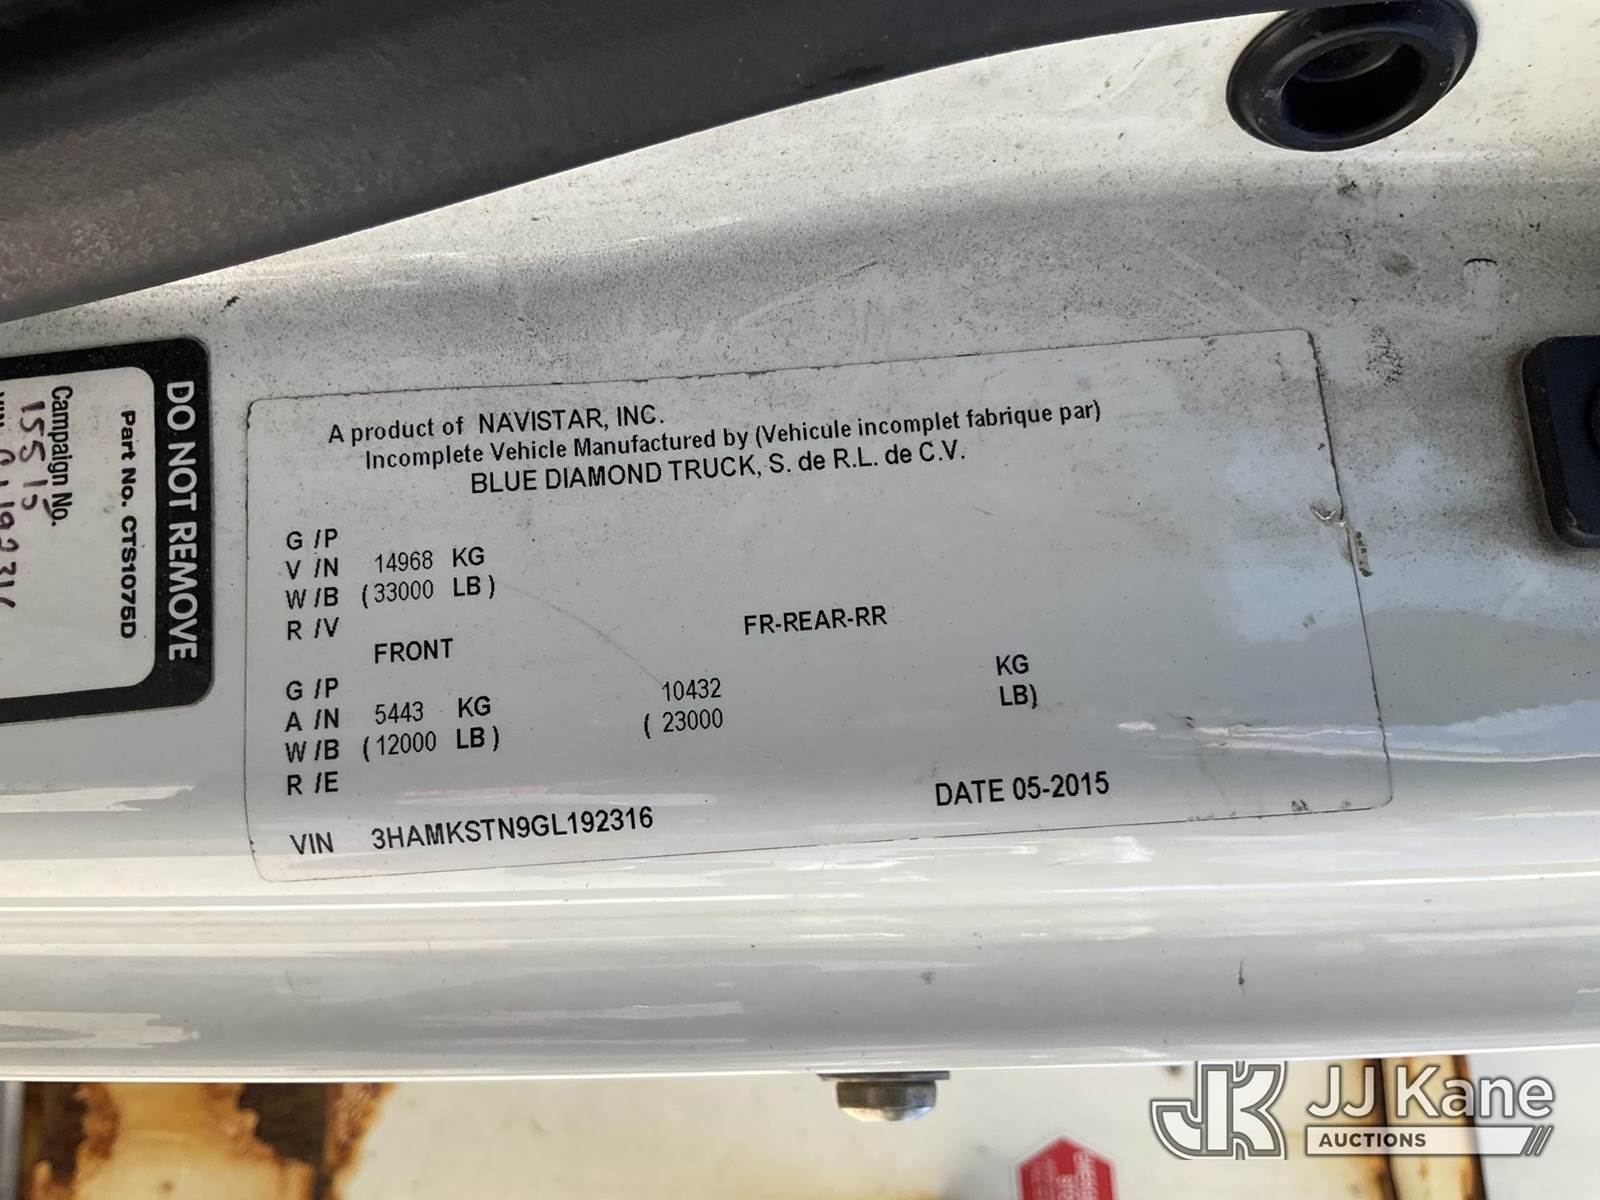 A product of NAVISTAR, INC.
Incomplete Vehicle Manufactured by (Vehicule incomplet fabrique par)
BLUE DIAMOND TRUCK, S. de R.L. de C.V.
G /P
V /N 14968 KG
W /B ( 33000 LB )
R /V
FRONT FR-REAR-RR
G /P
A /N 5443 KG 10432 KG
W /B ( 12000 LB ) ( 23000 LB)
R /E
VIN 3HAMKSTN9GL192316 DATE 05-2015
DO NOT REMOVE
Part No. CTS1075D
Campaign No.
15515
JJ Kane
AUCTIONS